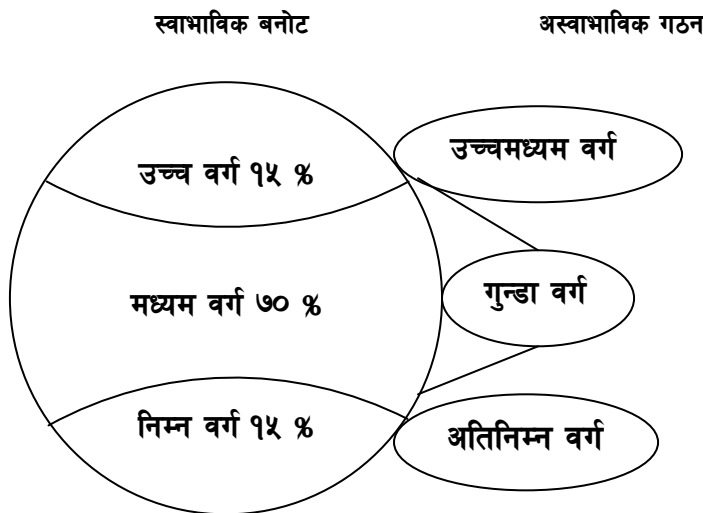 स्वाभाविक बनोट
अस्वाभाविक गठन
उच्च वर्ग १५ %
उच्चमध्यम वर्ग
मध्यम वर्ग ७० %
गुन्डा वर्ग
निम्न वर्ग १५ %
अतिनिम्न वर्ग